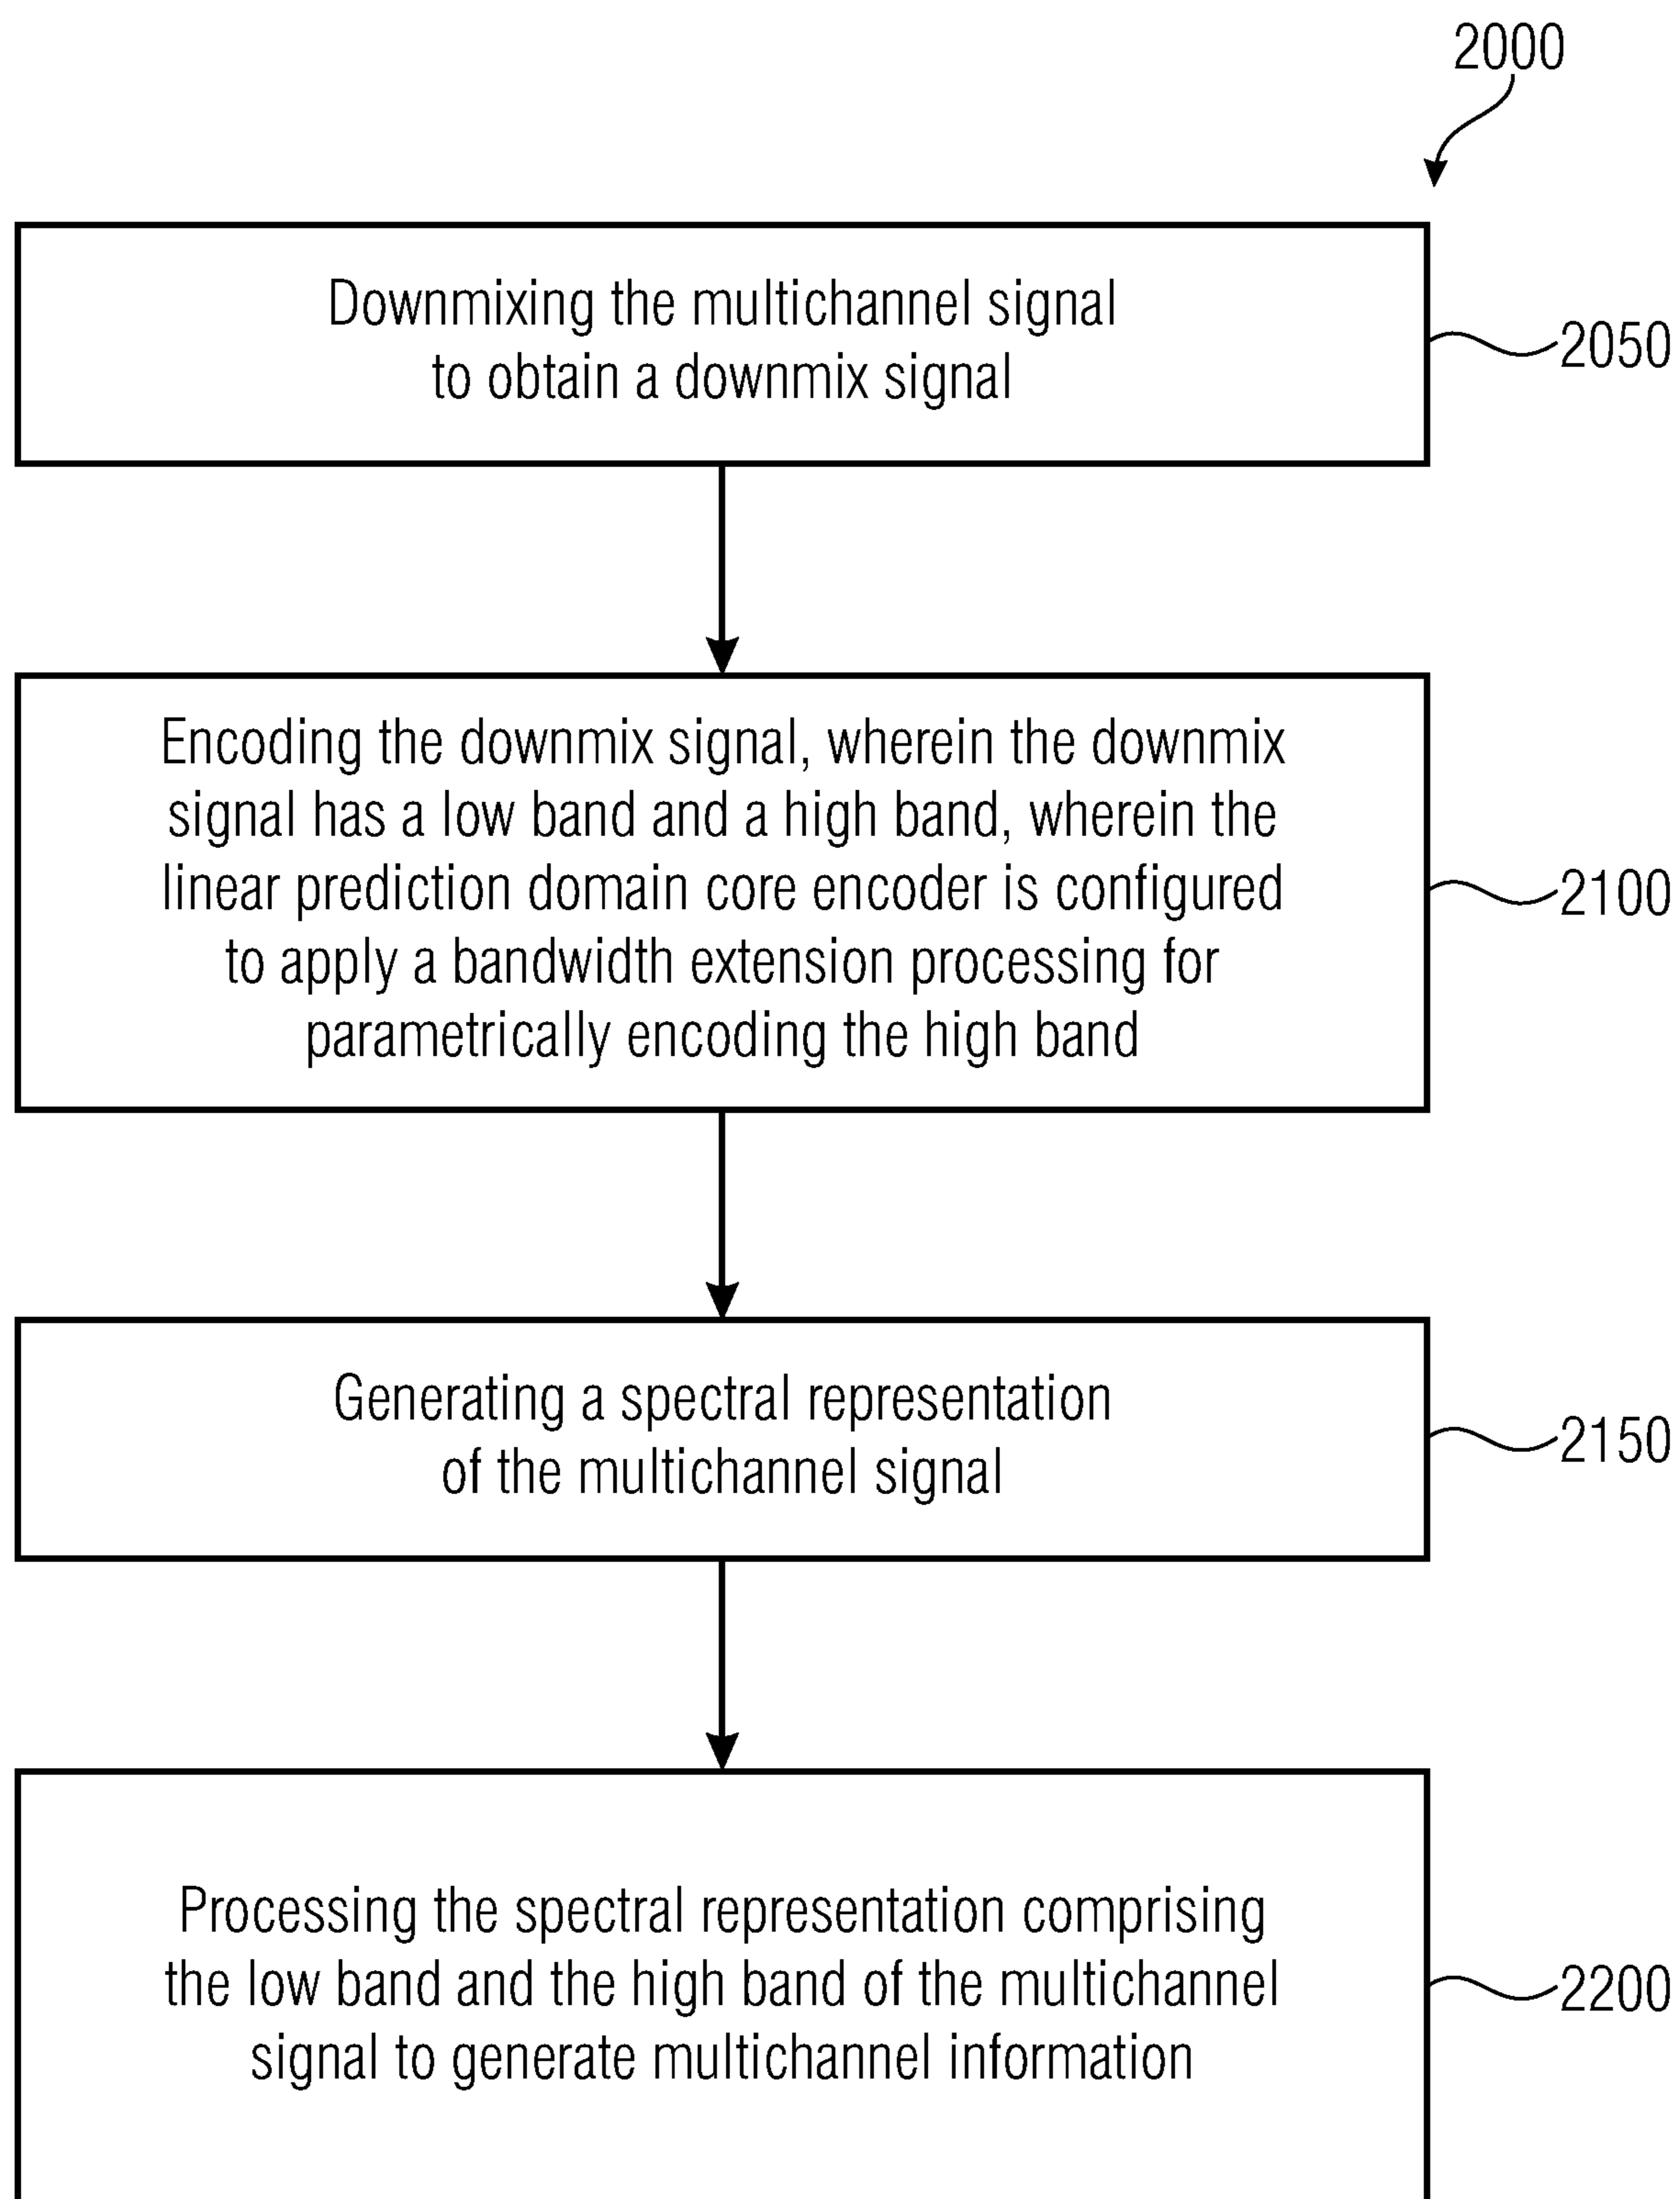 2000
Downmixing the multichannel signal
to obtain a downmix signal
2050
Encoding the downmix signal, wherein the downmix
signal has a low band and a high band, wherein the
linear prediction domain core encoder is configured
to apply a bandwidth extension processing for
parametrically encoding the high band
2100
Generating a spectral representation
of the multichannel signal
2150
Processing the spectral representation comprising
the low band and the high band of the multichannel
signal to generate multichannel information
2200